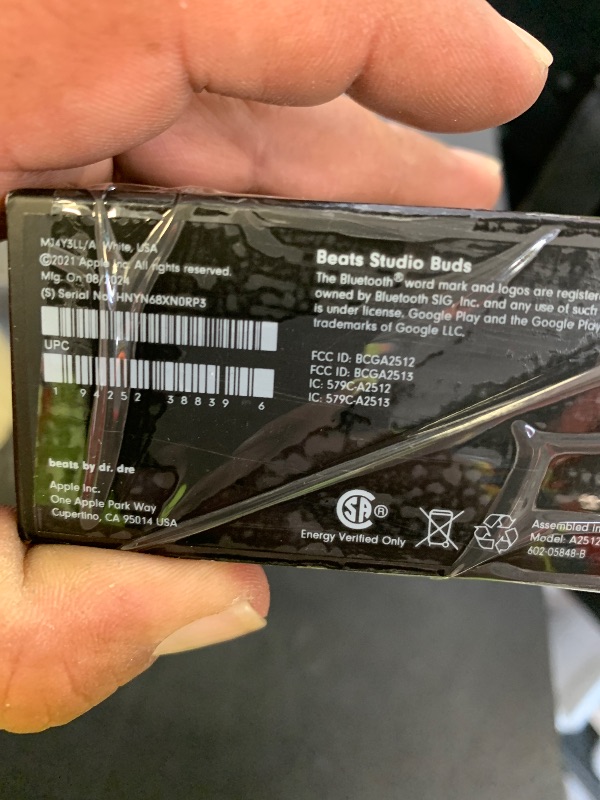 MJ4Y3LL/A White, USA
©2021 Apple Inc. All rights reserved.
Mfg. On 08/2024
(S) Serial No. HNYN68XN0RP3
UPC
1 94252 38839 6
beats by dr. dre
Apple Inc.
One Apple Park Way
Cupertino, CA 95014 USA
Beats Studio Buds
The Bluetooth® word mark and logos are register
owned by Bluetooth SIG, Inc. and any use of such
is under license. Google Play and the Google Play
trademarks of Google LLC.
FCC ID: BCGA2512
FCC ID: BCGA2513
IC: 579C-A2512
IC: 579C-A2513
SA®
Energy Verified Only
Assembled in
Model: A2512
602-05848-B